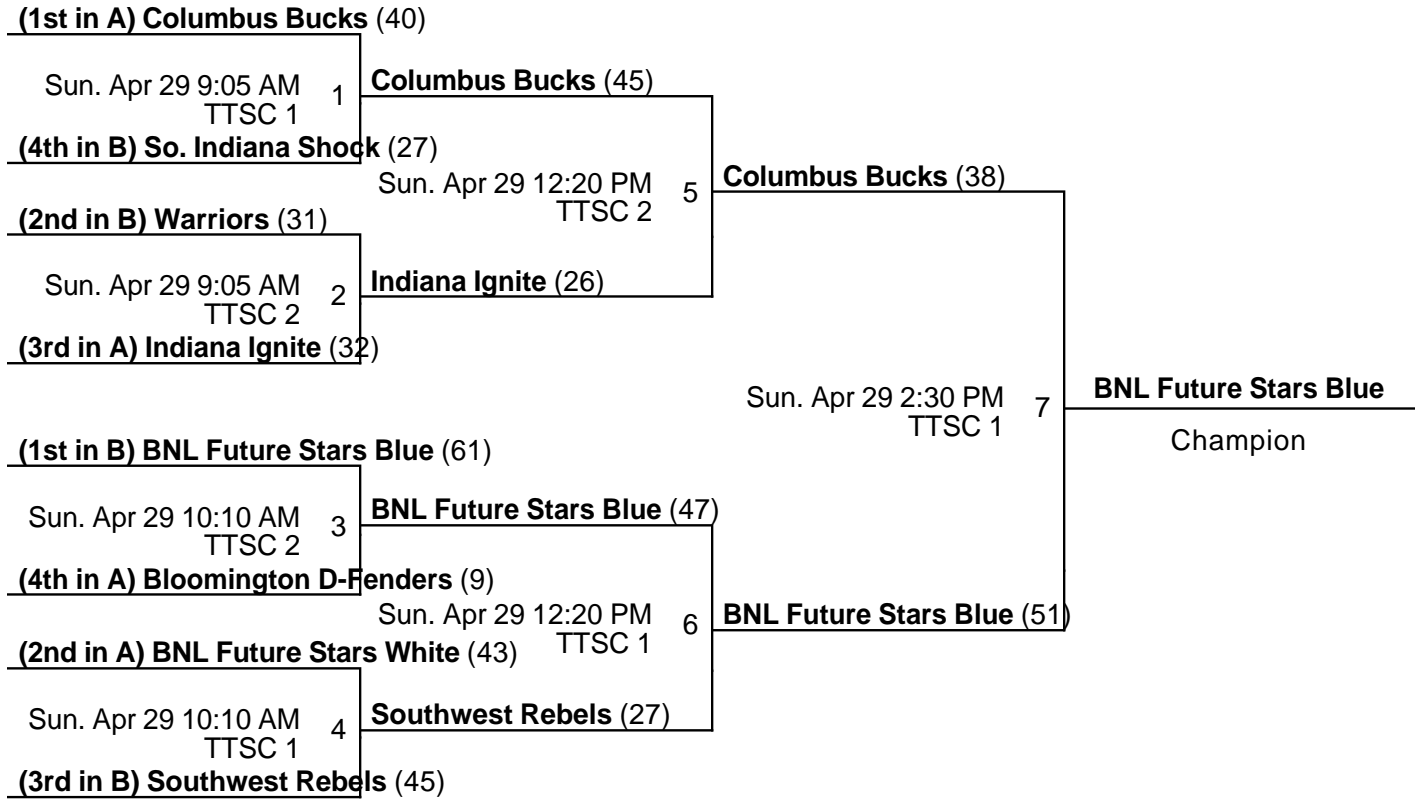 (1st in A) Columbus Bucks (40)
Sun. Apr 29 9:05 AM
TTSC 1
1
Columbus Bucks (45)
(4th in B) So. Indiana Shock (27)
Sun. Apr 29 12:20 PM
TTSC 2
5
Columbus Bucks (38)
(2nd in B) Warriors (31)
Sun. Apr 29 9:05 AM
TTSC 2
2
Indiana Ignite (26)
(3rd in A) Indiana Ignite (32)
Sun. Apr 29 2:30 PM
TTSC 1
7
BNL Future Stars Blue
Champion
(1st in B) BNL Future Stars Blue (61)
Sun. Apr 29 10:10 AM
TTSC 2
3
BNL Future Stars Blue (47)
(4th in A) Bloomington D-Fenders (9)
Sun. Apr 29 12:20 PM
TTSC 1
6
BNL Future Stars Blue (51)
(2nd in A) BNL Future Stars White (43)
Sun. Apr 29 10:10 AM
TTSC 1
4
Southwest Rebels (27)
(3rd in B) Southwest Rebels (45)